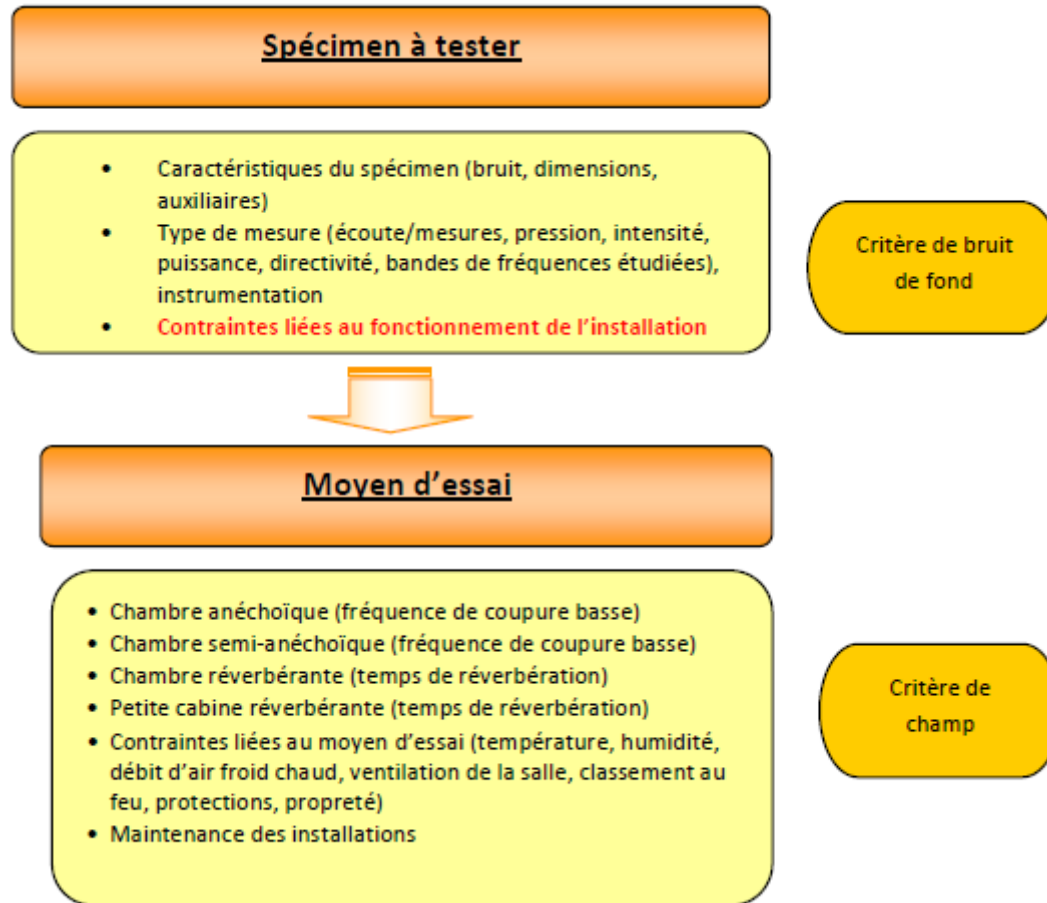 Spécimen à tester
• Caractéristiques du spécimen (bruit, dimensions,
auxiliaires)
• Type de mesure (écoute/mesures, pression, intensité,
puissance, directivité, bandes de fréquences étudiées),
instrumentation
• Contraintes liées au fonctionnement de l'installation
Critère de bruit
de fond
Moyen d'essai
• Chambre anéchoïque (fréquence de coupure basse)
• Chambre semi-anéchoïque (fréquence de coupure basse)
• Chambre réverbérante (temps de réverbération)
• Petite cabine réverbérante (temps de réverbération)
• Contraintes liées au moyen d'essai (température, humidité,
débit d'air froid chaud, ventilation de la salle, classement au
feu, protections, propreté)
• Maintenance des installations
Critère de
champ